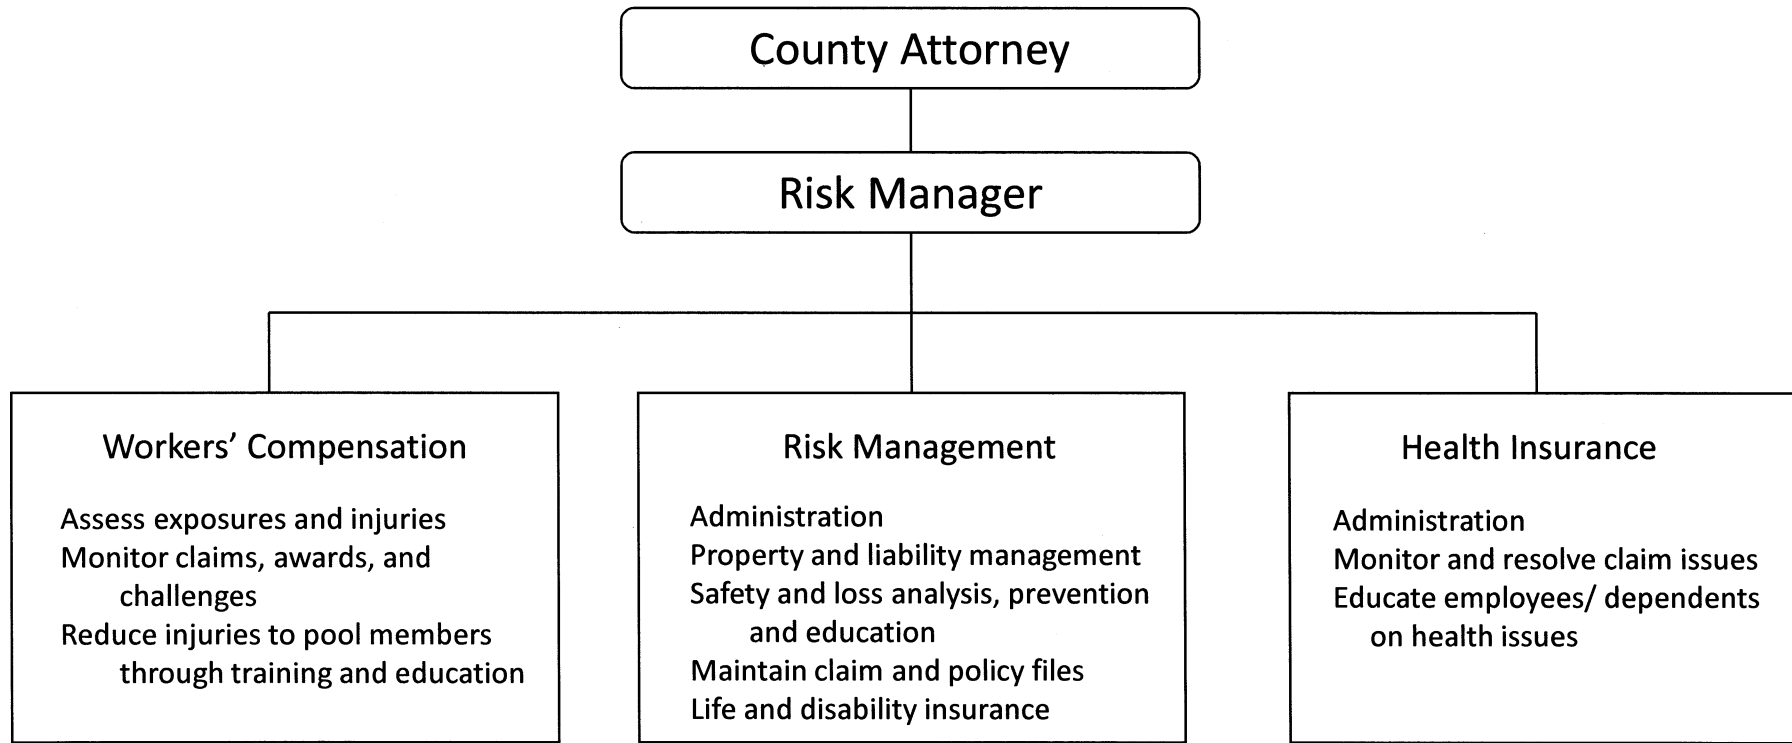 County Attorney
Risk Manager
Workers’ Compensation
Assess exposures and injuries
Monitor claims, awards, and
challenges
Reduce injuries to pool members
through training and education
Risk Management
Administration
Property and liability management
Safety and loss analysis, prevention
and education
Maintain claim and policy files
Life and disability insurance
Health Insurance
Administration
Monitor and resolve claim issues
Educate employees/ dependents
on health issues